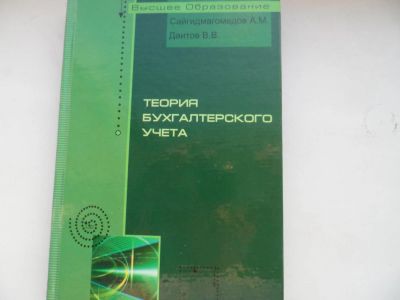 Высшее Образование
Сайгидмагомедов А.М.
Даитов В.В.
ТЕОРИЯ
БУХГАЛТЕРСКОГО
УЧЕТА